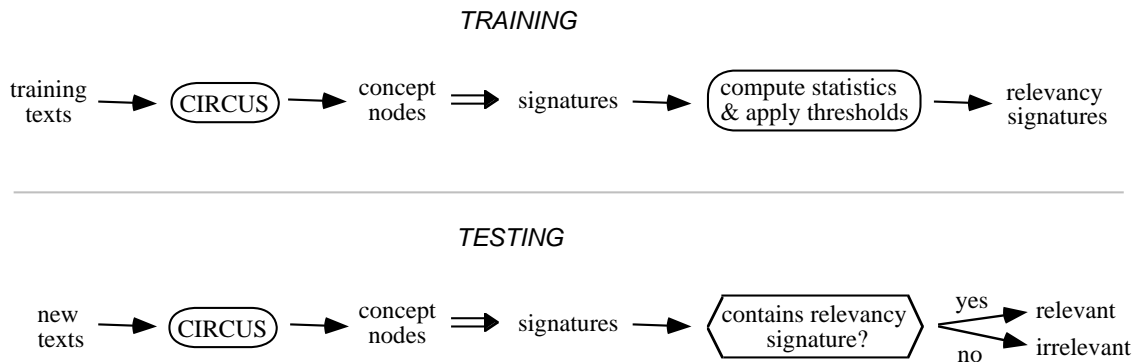 TRAINING
training
texts
CIRCUS
concept
nodes
signatures
compute statistics
& apply thresholds
relevancy
signatures
TESTING
new
texts
CIRCUS
concept
nodes
signatures
contains relevancy
signature?
yes
relevant
no
irrelevant